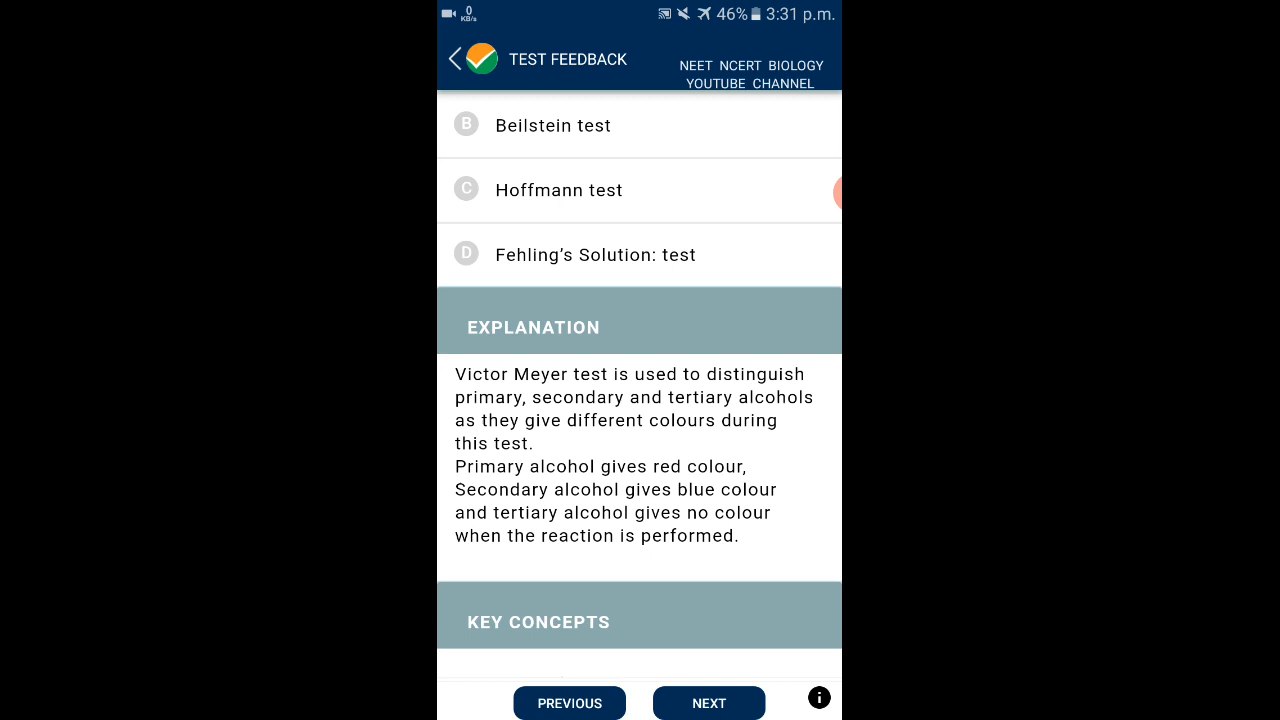 0
KB/s
46% 3:31 p.m.
TEST FEEDBACK
NEET NCERT BIOLOGY
YOUTUBE CHANNEL
B Beilstein test
C Hoffmann test
D Fehling’s Solution: test
EXPLANATION
Victor Meyer test is used to distinguish
primary, secondary and tertiary alcohols
as they give different colours during
this test.
Primary alcohol gives red colour,
Secondary alcohol gives blue colour
and tertiary alcohol gives no colour
when the reaction is performed.
KEY CONCEPTS
PREVIOUS NEXT